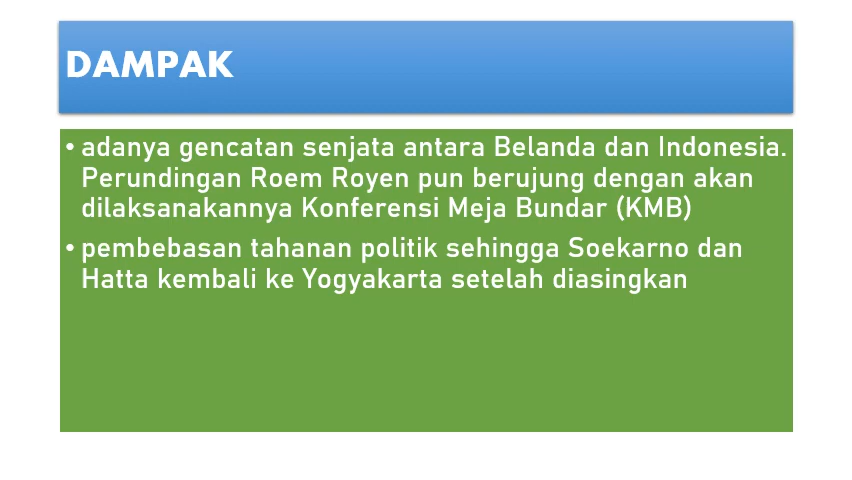 DAMPAK
• adanya gencatan senjata antara Belanda dan Indonesia.
Perundingan Roem Royen pun berujung dengan akan
dilaksanakannya Konferensi Meja Bundar (KMB)
• pembebasan tahanan politik sehingga Soekarno dan
Hatta kembali ke Yogyakarta setelah diasingkan